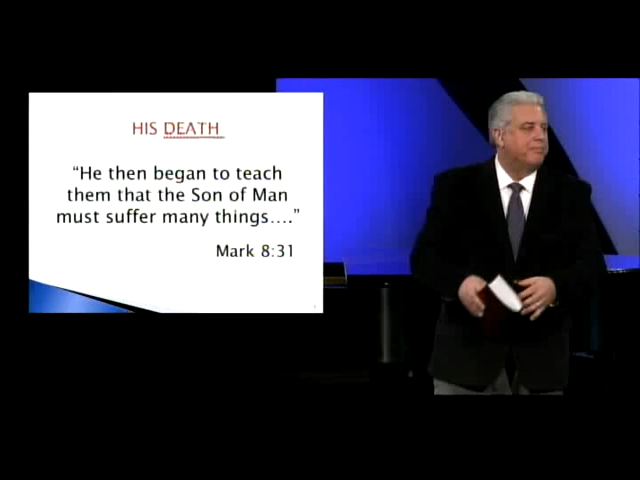 HIS DEATH
“He then began to teach
them that the Son of Man
must suffer many things….”
Mark 8:31